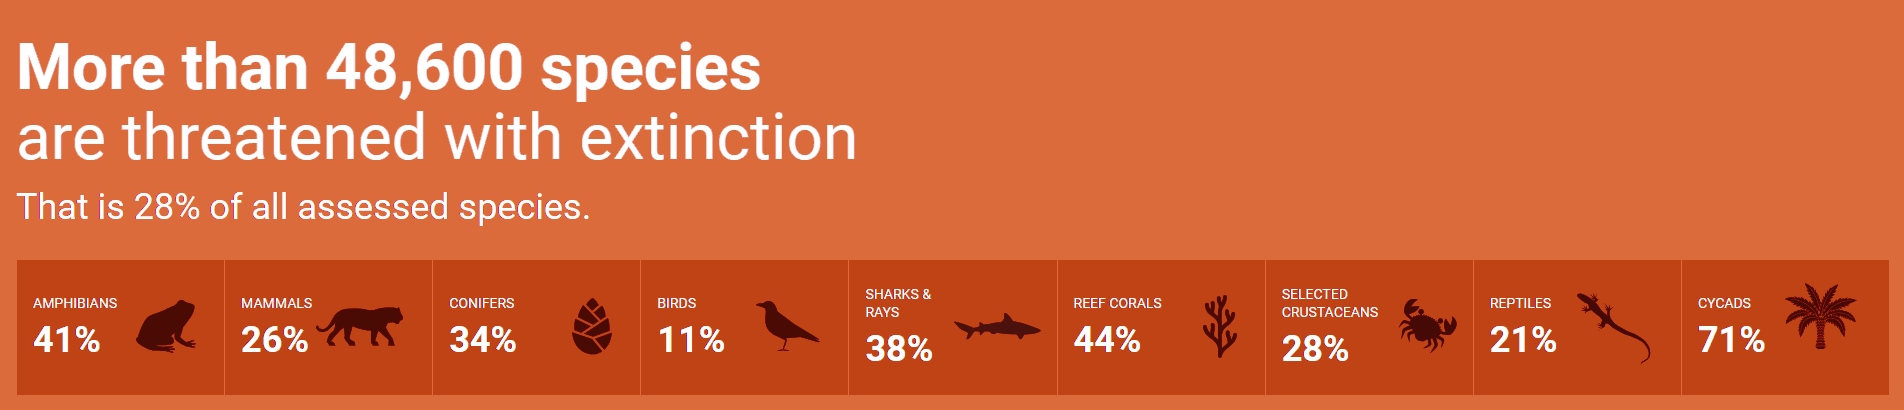 More than 48,600 species
are threatened with extinction
That is 28% of all assessed species.
AMPHIBIANS
41%
MAMMALS
26%
CONIFERS
34%
BIRDS
11%
SHARKS &
RAYS
38%
REEF CORALS
44%
SELECTED
CRUSTACEANS
28%
REPTILES
21%
CYCADS
71%